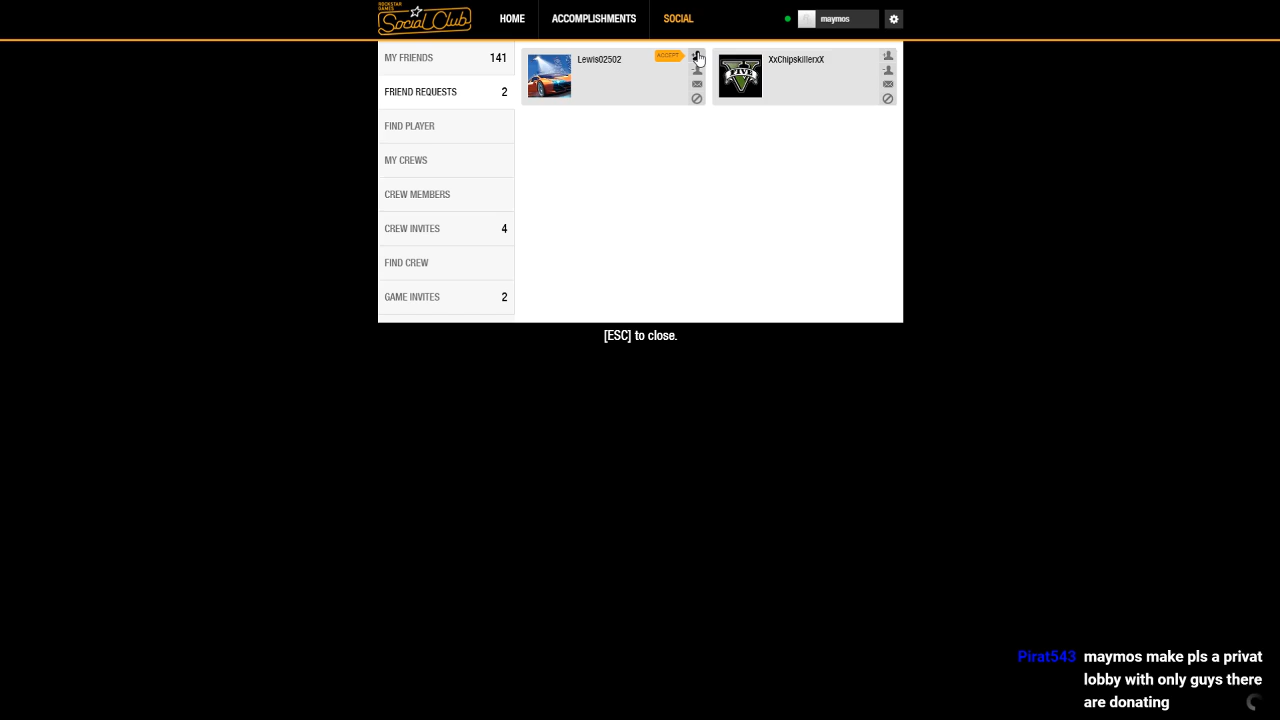 ROCKSTAR
GAMES
Social Club
HOME
ACCOMPLISHMENTS
SOCIAL
maymos
MY FRIENDS 141
FRIEND REQUESTS 2
FIND PLAYER
MY CREWS
CREW MEMBERS
CREW INVITES 4
FIND CREW
GAME INVITES 2
Lewis02502
ACCEPT
XxChipskillerxX
V
FIVE
[ESC] to close.
Pirat543 maymos make pls a privat
lobby with only guys there
are donating